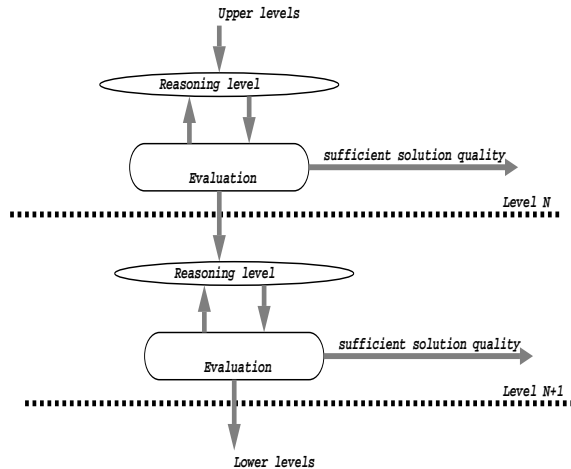 Upper levels
Reasoning level
sufficient solution quality
Evaluation
Level N
Reasoning level
sufficient solution quality
Evaluation
Level N+1
Lower levels